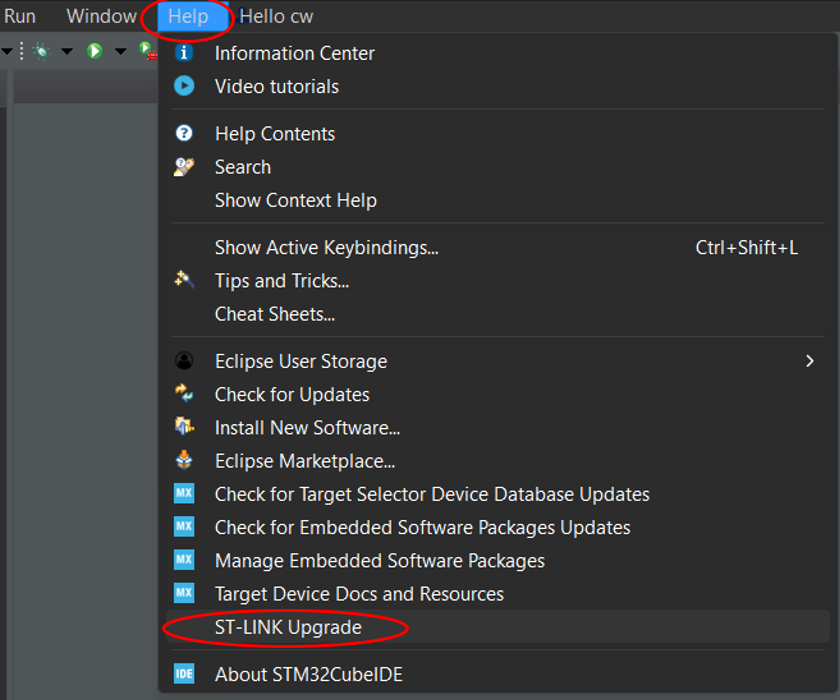 Run Window Help Hello cw
Information Center
Video tutorials
Help Contents
Search
Show Context Help
Show Active Keybindings... Ctrl+Shift+L
Tips and Tricks...
Cheat Sheets...
Eclipse User Storage
Check for Updates
Install New Software...
Eclipse Marketplace...
MX Check for Target Selector Device Database Updates
MX Check for Embedded Software Packages Updates
MX Manage Embedded Software Packages
MX Target Device Docs and Resources
ST-LINK Upgrade
IDE About STM32CubeIDE